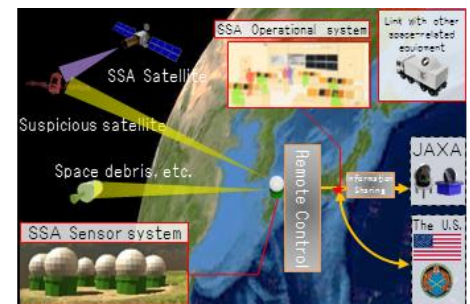 SSA Operational system
Link with other
space-related
equipment
SSA Satellite
Suspicious satellite
Space debris, etc.
Remote Control
Information
Sharing
JAXA
The U.S.
SSA Sensor system